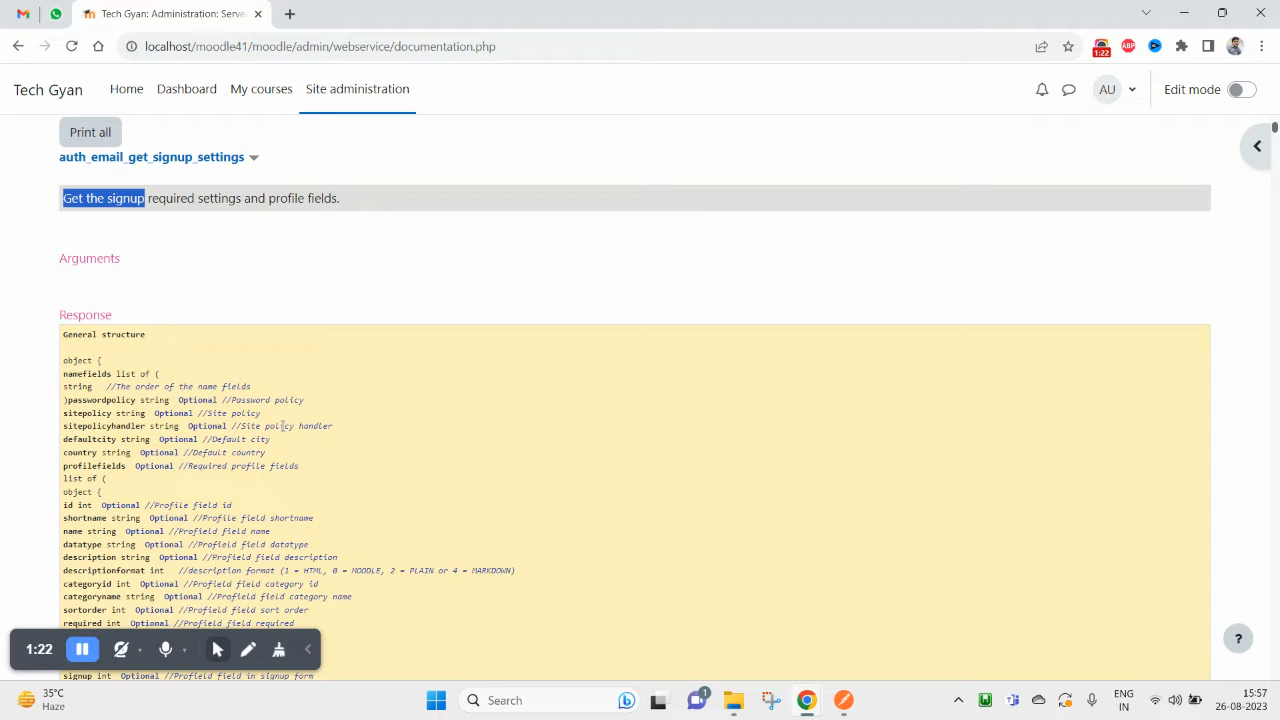 Tech Gyan: Administration: Serve
localhost/moodle41/moodle/admin/webservice/documentation.php
ABP
1:22
Tech Gyan
Home
Dashboard
My courses
Site administration
AU
Edit mode
Print all
auth_email_get_signup_settings
Get the signup required settings and profile fields.
Arguments
Response
General structure
object {
namefields list of (
string //The order of the name fields
)passwordpolicy string Optional //Password policy
sitepolicy string Optional //Site policy
sitepolicyhandler string Optional //Site policy handler
defaultcity string Optional //Default city
country string Optional //Default country
profilefields Optional //Required profile fields
list of (
object {
id int Optional //Profile field id
shortname string Optional //Profile field shortname
name string Optional //Profield field name
datatype string Optional //Profield field datatype
description string Optional //Profield field description
descriptionformat int //description format (1 = HTML, 0 = MOODLE, 2 = PLAIN or 4 = MARKDOWN)
categoryid int Optional //Profield field category id
categoryname string Optional //Profield field category name
sortorder int Optional //Profield field sort order
required int Optional //Profield field required
1:22
signup int Optional //Profield field in signup form
?
35°C
Haze
Search
1
ENG
IN
15:57
26-08-2023